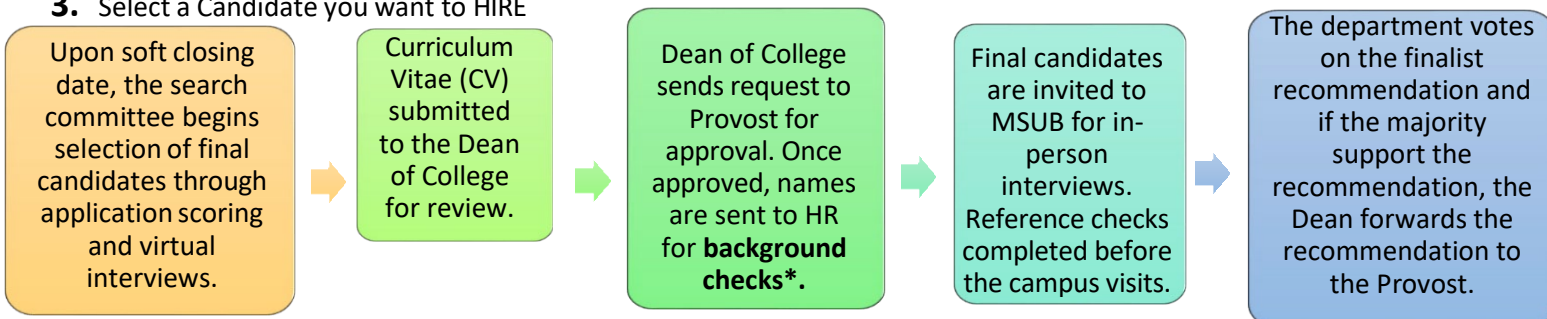 3. Select a Candidate you want to HIRE
Upon soft closing
date, the search
committee begins
selection of final
candidates through
application scoring
and virtual
interviews.
Curriculum
Vitae (CV)
submitted
to the Dean
of College
for review.
Dean of College
sends request to
Provost for
approval. Once
approved, names
are sent to HR
for background
checks*.
Final candidates
are invited to
MSUB for in-
person
interviews.
Reference checks
completed before
the campus visits.
The department votes
on the finalist
recommendation and
if the majority
support the
recommendation, the
Dean forwards the
recommendation to
the Provost.